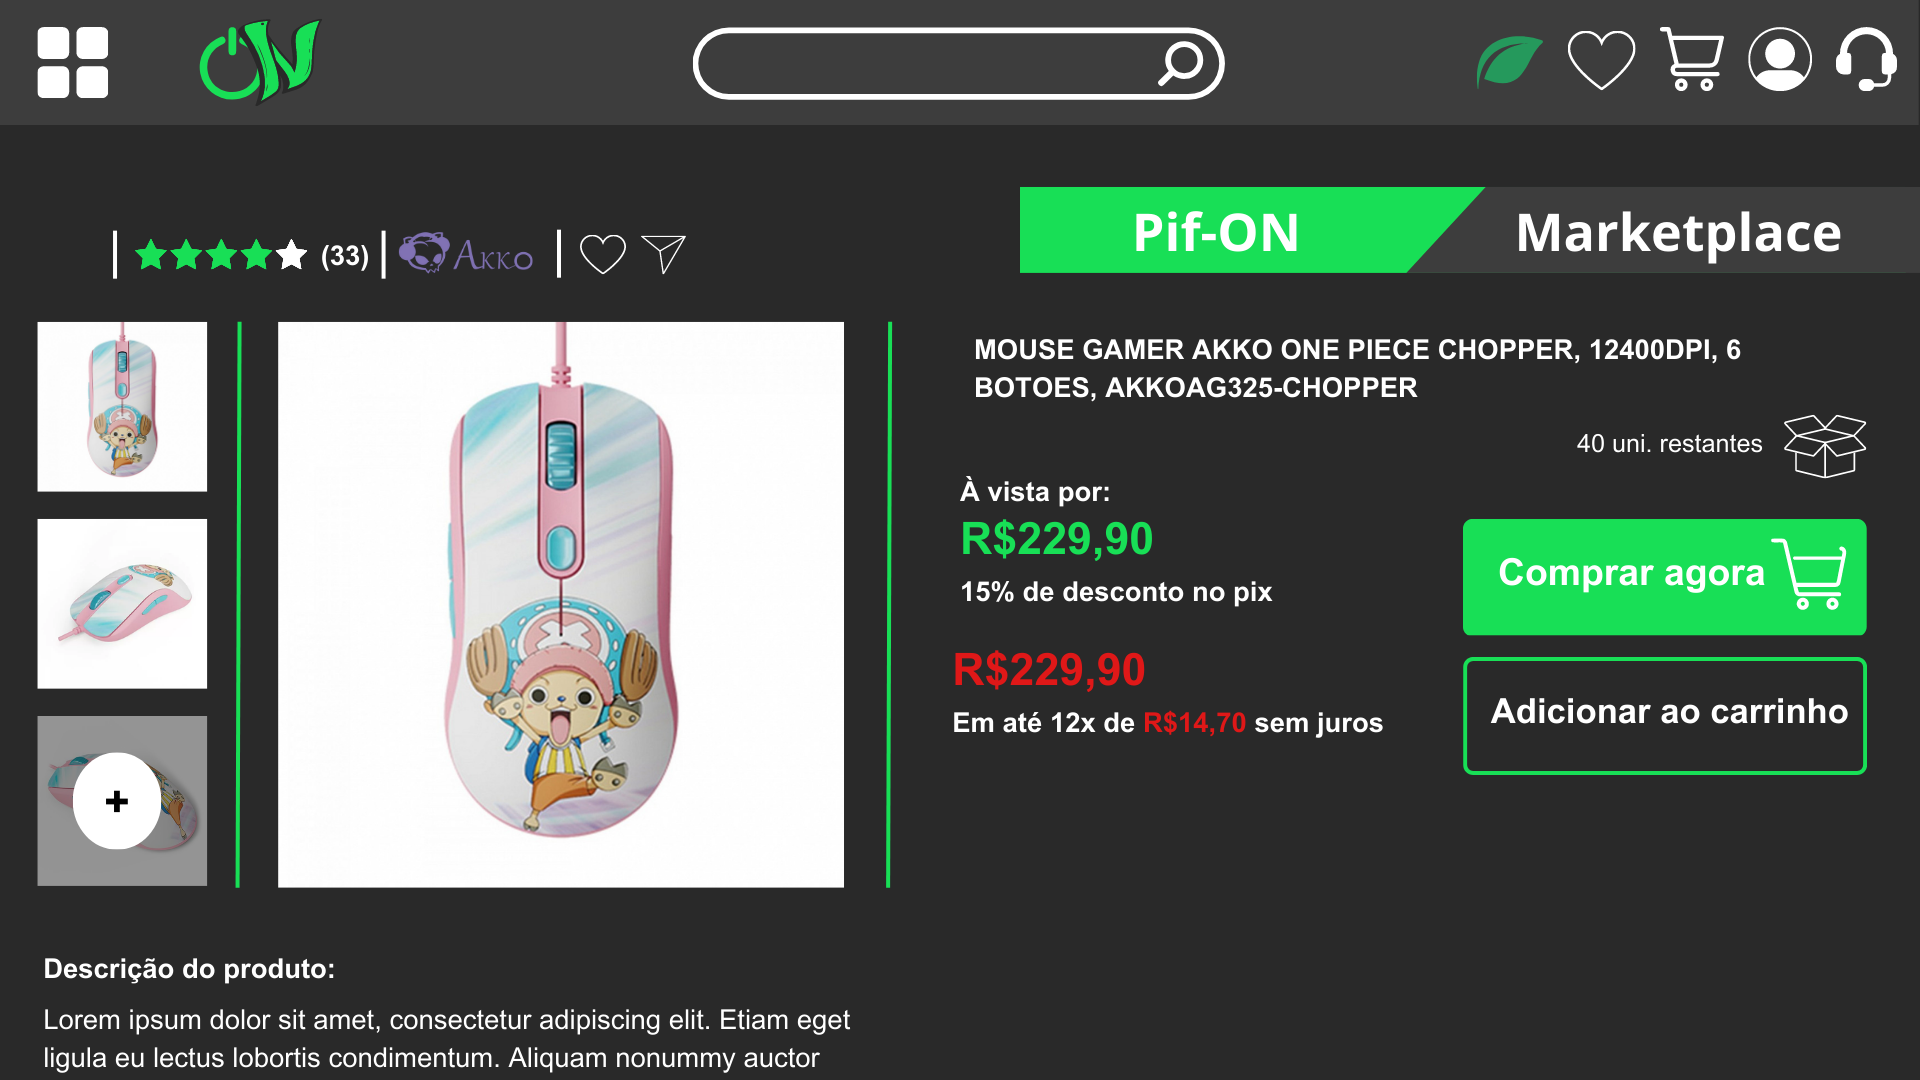 ON
Pif-ON
Marketplace
(33)
Akko
MOUSE GAMER AKKO ONE PIECE CHOPPER, 12400DPI, 6
BOTOES, AKKOAG325-CHOPPER
40 uni. restantes
À vista por:
R$229,90
15% de desconto no pix
Comprar agora
R$229,90
Em até 12x de R$14,70 sem juros
Adicionar ao carrinho
+
Descrição do produto:
Lorem ipsum dolor sit amet, consectetur adipiscing elit. Etiam eget
ligula eu lectus lobortis condimentum. Aliquam nonummy auctor